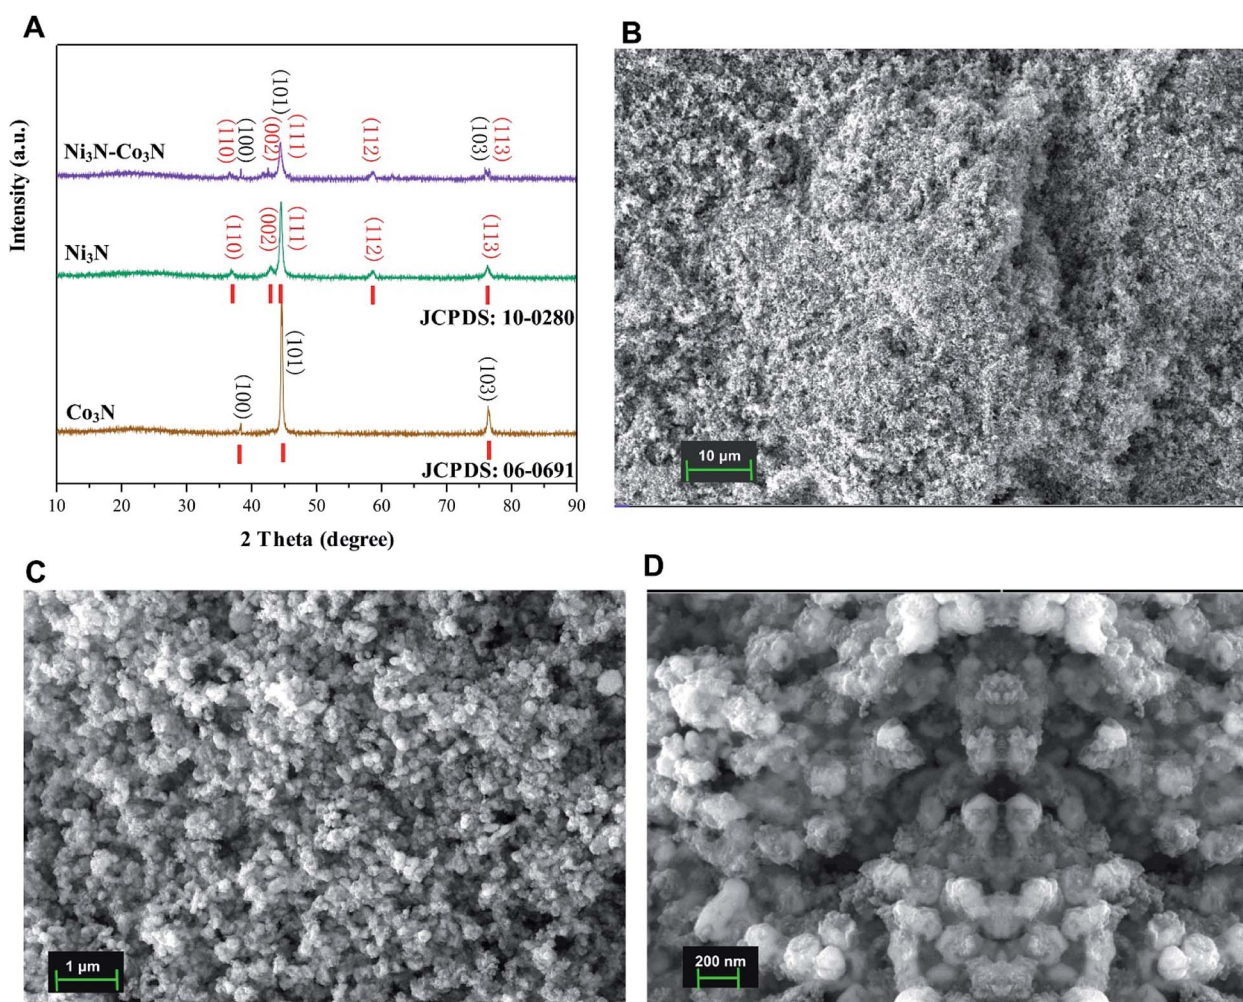 A
Intensity (a.u.)
Ni₃N-Co₃N
(110)
(100)
(002)
(101)
(111)
(112)
(103)
(113)
Ni₃N
(110)
(002)
(111)
(112)
(113)
JCPDS: 10-0280
Co₃N
(100)
(101)
(103)
JCPDS: 06-0691
10 20 30 40 50 60 70 80 90
2 Theta (degree)
B
10 µm
C
1 µm
D
200 nm